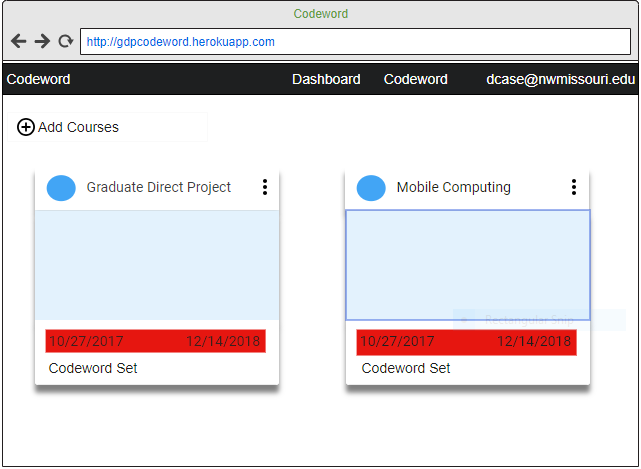 Codeword
http://gdpcodeword.herokuapp.com
Codeword Dashboard Codeword dcase@nwmissouri.edu
Add Courses
Graduate Direct Project
Mobile Computing
Rectangular Snip
10/27/2017 12/14/2018
Codeword Set
10/27/2017 12/14/2018
Codeword Set